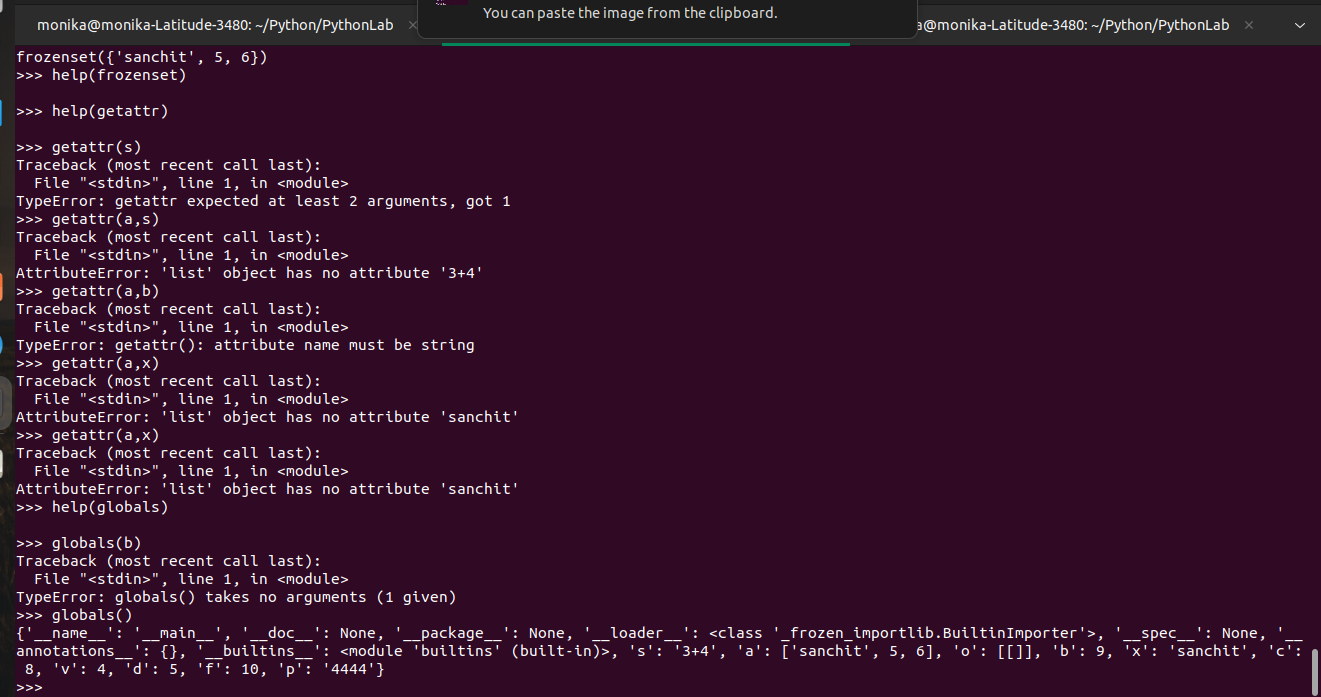 You can paste the image from the clipboard.
monika@monika-Latitude-3480: ~/Python/PythonLab
a@monika-Latitude-3480: ~/Python/PythonLab
frozenset({'sanchit', 5, 6})
>>> help(frozenset)
>>> help(getattr)
>>> getattr(s)
Traceback (most recent call last):
  File "<stdin>", line 1, in <module>
TypeError: getattr expected at least 2 arguments, got 1
>>> getattr(a,s)
Traceback (most recent call last):
  File "<stdin>", line 1, in <module>
AttributeError: 'list' object has no attribute '3+4'
>>> getattr(a,b)
Traceback (most recent call last):
  File "<stdin>", line 1, in <module>
TypeError: getattr(): attribute name must be string
>>> getattr(a,x)
Traceback (most recent call last):
  File "<stdin>", line 1, in <module>
AttributeError: 'list' object has no attribute 'sanchit'
>>> getattr(a,x)
Traceback (most recent call last):
  File "<stdin>", line 1, in <module>
AttributeError: 'list' object has no attribute 'sanchit'
>>> help(globals)
>>> globals(b)
Traceback (most recent call last):
  File "<stdin>", line 1, in <module>
TypeError: globals() takes no arguments (1 given)
>>> globals()
{'__name__': '__main__', '__doc__': None, '__package__': None, '__loader__': <class '_frozen_importlib.BuiltinImporter'>, '__spec__': None, '__
annotations__': {}, '__builtins__': <module 'builtins' (built-in)>, 's': '3+4', 'a': ['sanchit', 5, 6], 'o': [[]], 'b': 9, 'x': 'sanchit', 'c':
 8, 'v': 4, 'd': 5, 'f': 10, 'p': '4444'}
>>>